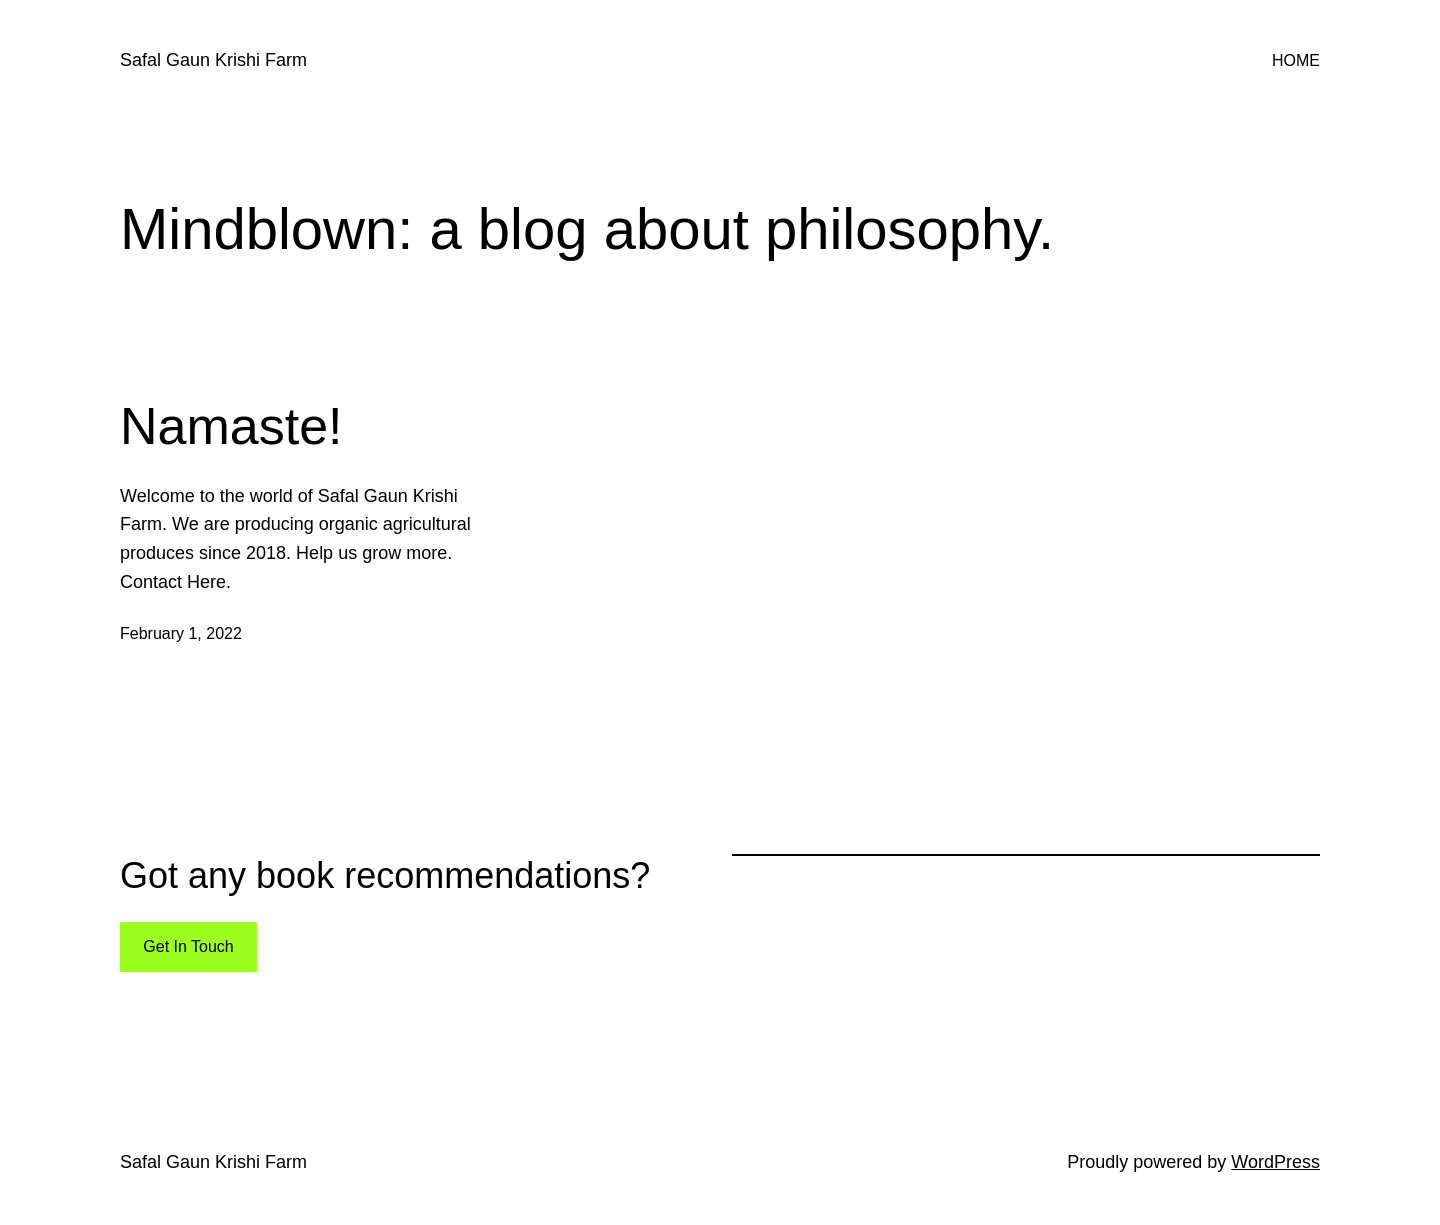 Safal Gaun Krishi Farm
HOME
Mindblown: a blog about philosophy.
Namaste!
Welcome to the world of Safal Gaun Krishi
Farm. We are producing organic agricultural
produces since 2018. Help us grow more.
Contact Here.
February 1, 2022
Got any book recommendations?
Get In Touch
Safal Gaun Krishi Farm
Proudly powered by WordPress